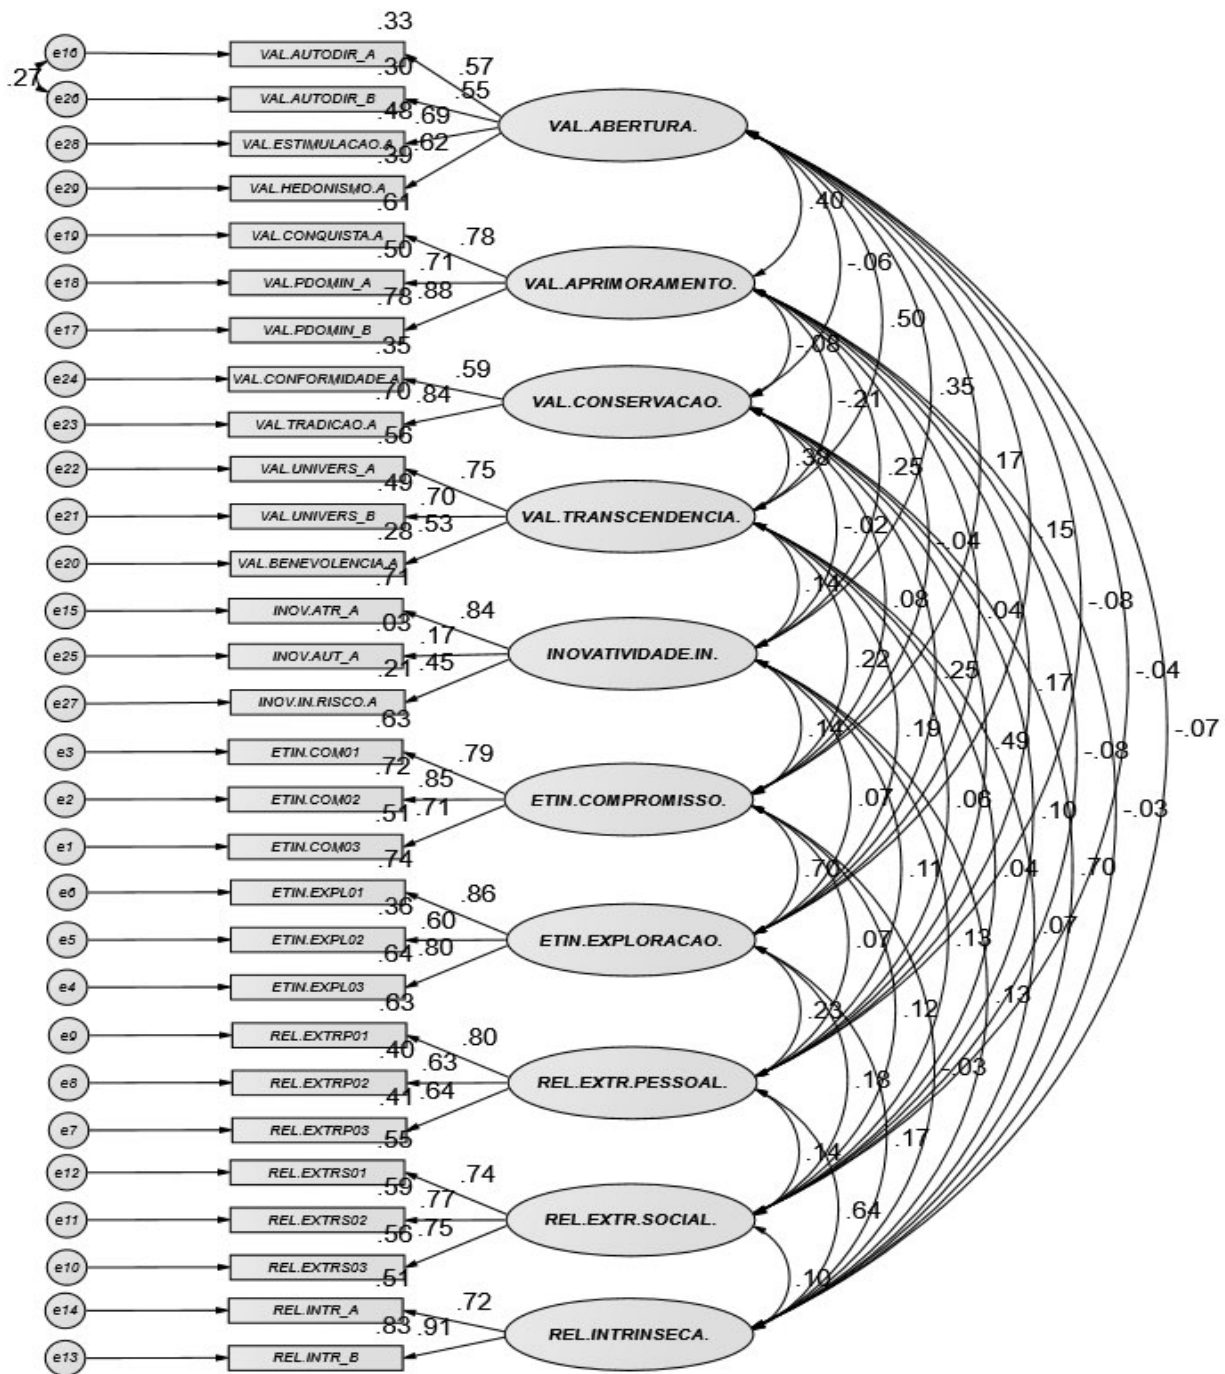 .33
e16 VAL.AUTODIR_A
.30 .57
.27 .55
e26 VAL.AUTODIR_B
.48 .69 VAL.ABERTURA.
e28 VAL.ESTIMULACAO.A .62
.39
e29 VAL.HEDONISMO.A
.61 .40
e19 VAL.CONQUISTA.A .78
.50 .71 -.06
e18 VAL.PDOMIN_A VAL.APRIMORAMENTO.
.78 .88
.50
e17 VAL.PDOMIN_B
.35 -.08
.59 .35
e24 VAL.CONFORMIDADE.A
.70 .84 VAL.CONSERVACAO. -.21
e23 VAL.TRADICAO.A
.56
.38 .25 .17
e22 VAL.UNIVERS_A .75
.49 .70
e21 VAL.UNIVERS_B VAL.TRANSCENDENCIA.
.28 .53 -.02 -.04 .15
e20 VAL.BENEVOLENCIA.A
.71 .14 .08 .04 -.08
e15 INOV.ATR_A .84
.03 .17
e25 INOV.AUT_A INOVATIVIDADE.IN.
.21 .45 .22 .25 .17 -.04
e27 INOV.IN.RISCO.A
.63
.14 .19 .49 -.08 -.07
e3 ETIN.COM01 .79
.72 .85
e2 ETIN.COM02 ETIN.COMPROMISSO.
.51 .71 .07 .06 .10 -.03
e1 ETIN.COM03
.74
.70 .11 .04 .70
e6 ETIN.EXPL01 .86
.36 .60 .07
e5 ETIN.EXPL02 ETIN.EXPLORACAO.
.64 .80 .07 .13
e4 ETIN.EXPL03
.63
.23 .12 .13
e9 REL.EXTRP01 .80
.40 .63
e8 REL.EXTRP02 REL.EXTR.PESSOAL.
.41 .64 .18 -.03
e7 REL.EXTRP03
.55
.14 .17
e12 REL.EXTRS01 .74
.59 .77
e11 REL.EXTRS02 REL.EXTR.SOCIAL.
.56 .75 .64
e10 REL.EXTRS03
.51 .10
e14 REL.INTR_A .72
.83 .91 REL.INTRINSECA.
e13 REL.INTR_B